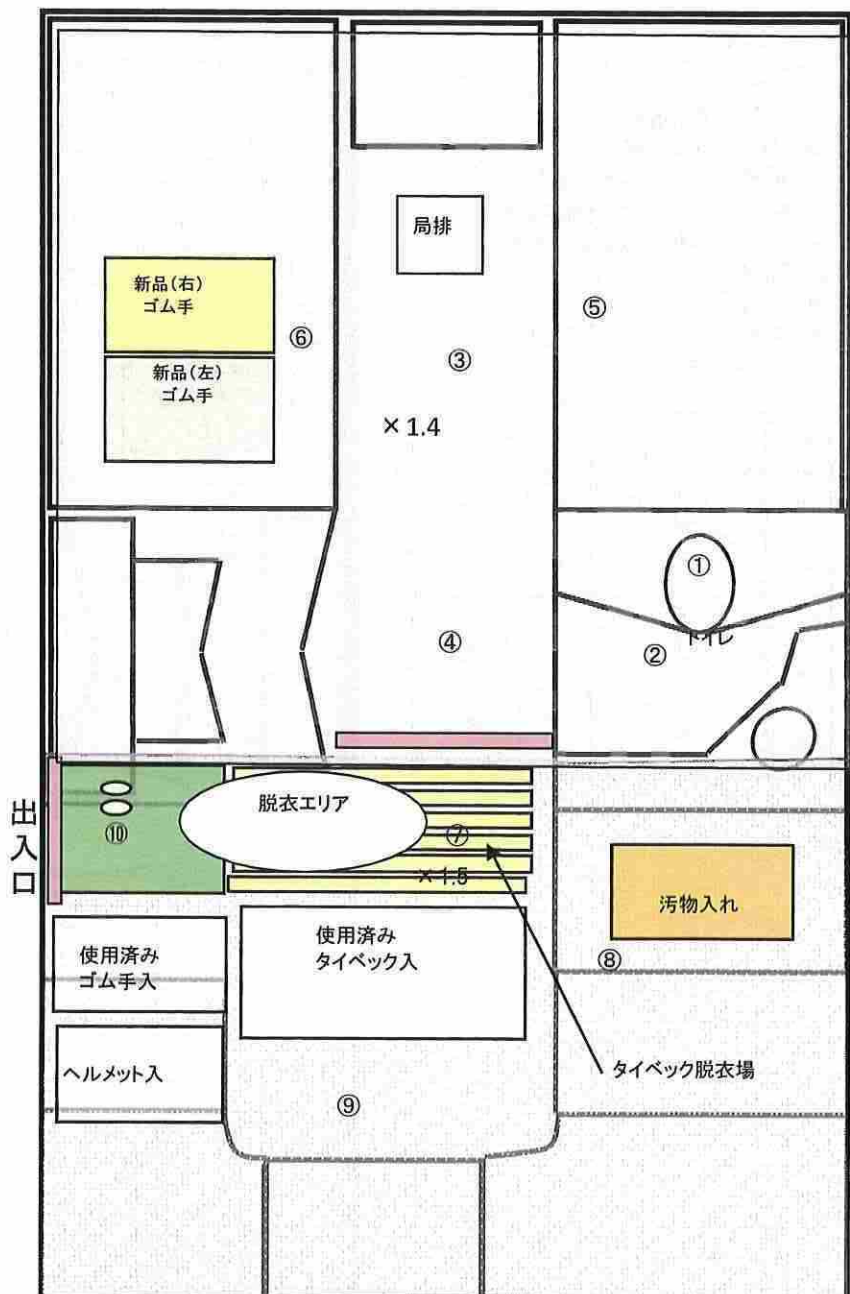 局排
新品(右)
ゴム手
⑤
⑥
③
新品(左)
ゴム手
×1.4
①
④
②
トイレ
出入口
脱衣エリア
⑩
⑦
×1.5
汚物入れ
使用済み
ゴム手入
使用済み
タイベック入
⑧
ヘルメット入
タイベック脱衣場
⑨